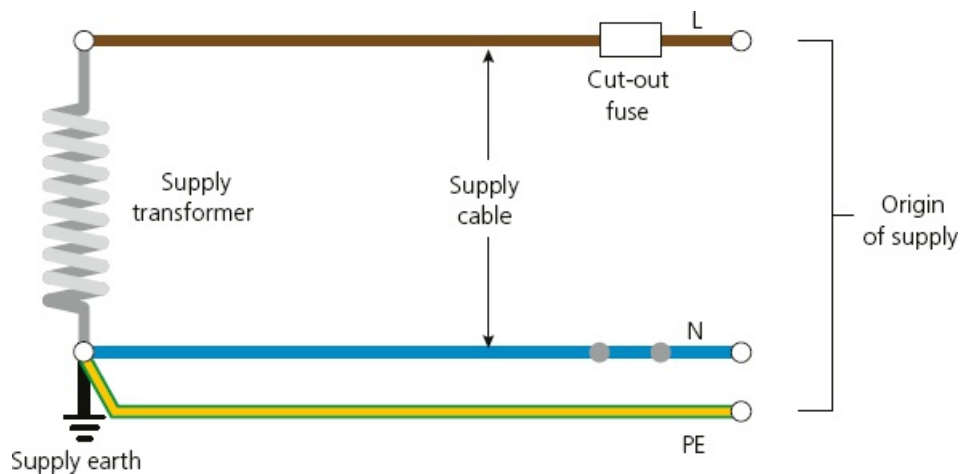 L
Cut-out
fuse
Supply
transformer
Supply
cable
Origin
of supply
N
PE
Supply earth